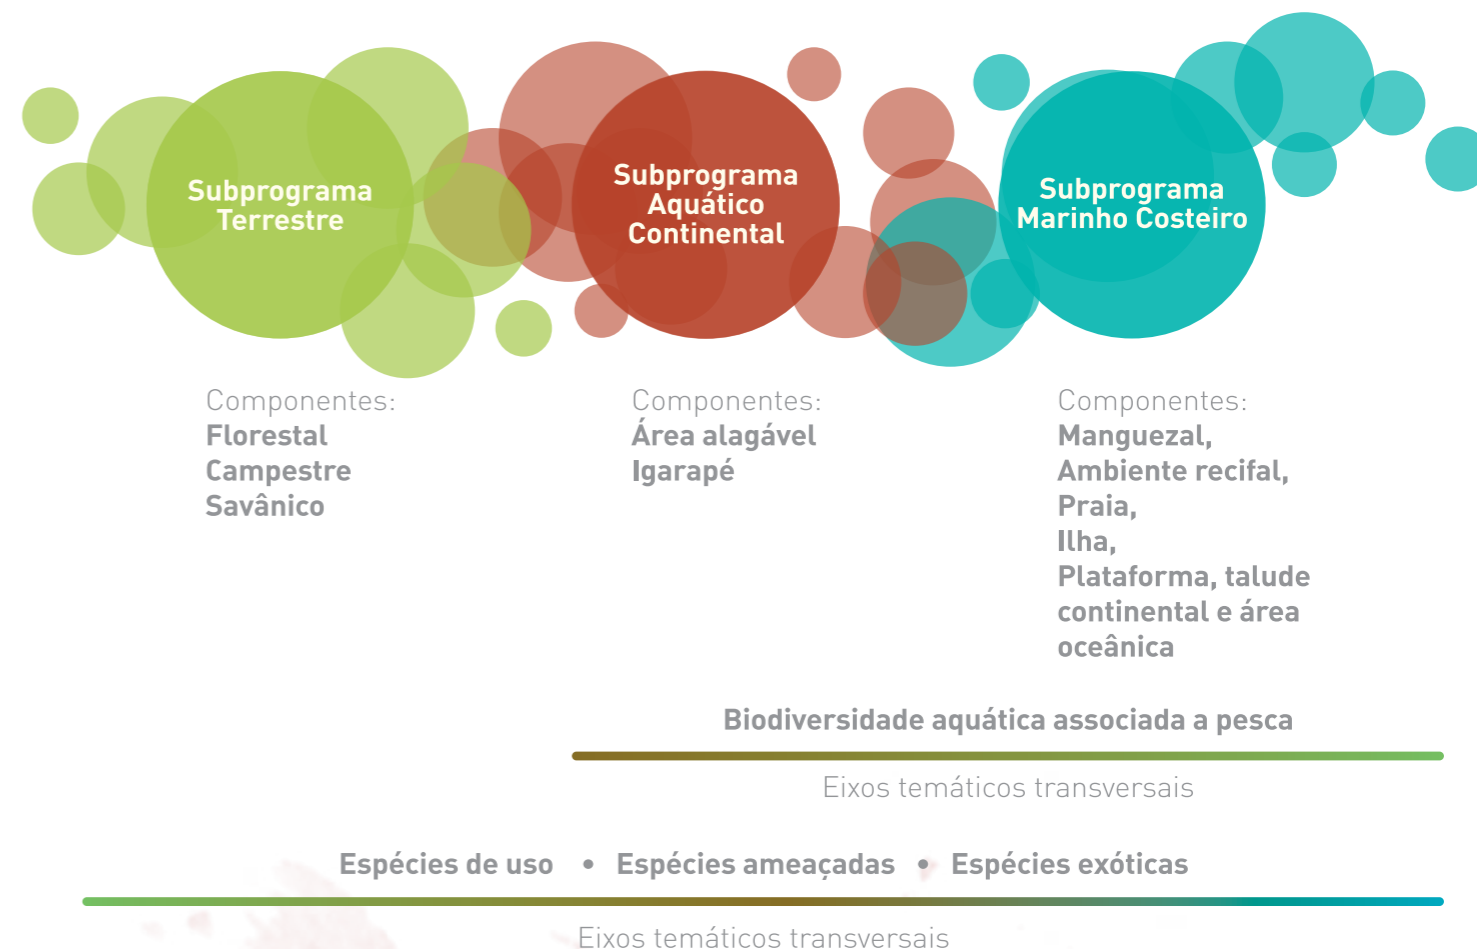 Subprograma
Terrestre
Subprograma
Aquático
Continental
Subprograma
Marinho Costeiro
Componentes:
Florestal
Campestre
Savânico
Componentes:
Área alagável
Igarapé
Componentes:
Manguezal,
Ambiente recifal,
Praia,
Ilha,
Plataforma, talude
continental e área
oceânica
Biodiversidade aquática associada a pesca
Eixos temáticos transversais
Espécies de uso • Espécies ameaçadas • Espécies exóticas
Eixos temáticos transversais